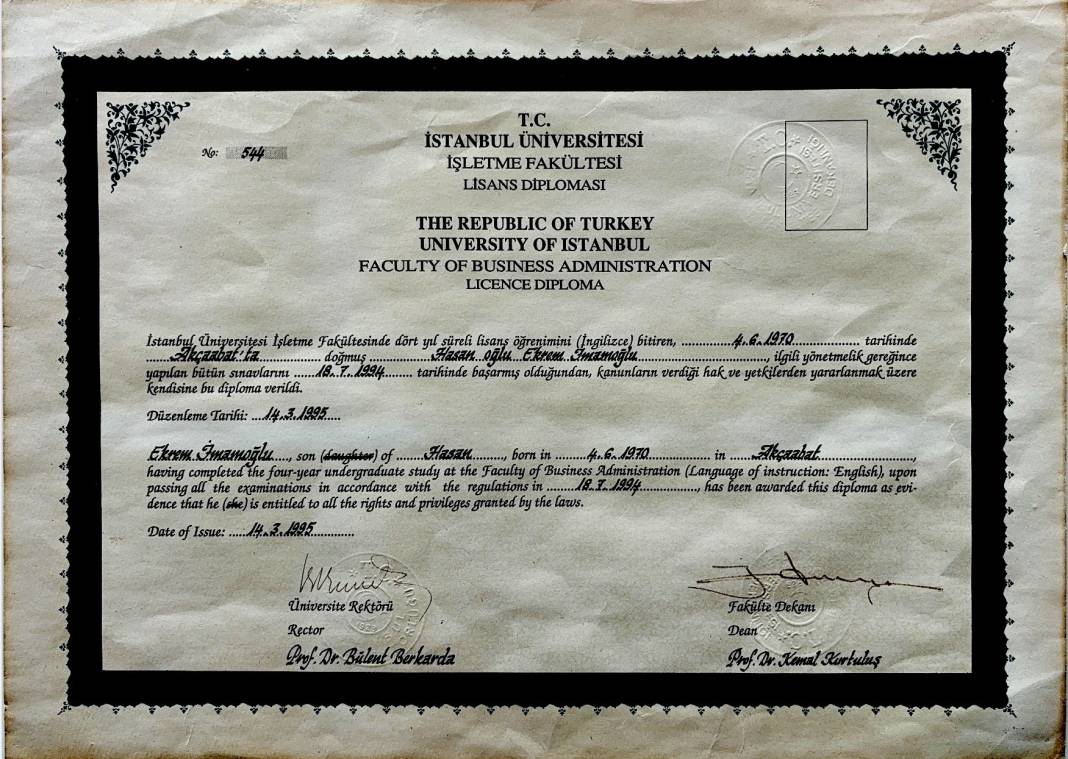 No: 544
T.C.
İSTANBUL ÜNİVERSİTESİ
İŞLETME FAKÜLTESİ
LİSANS DİPLOMASI
THE REPUBLIC OF TURKEY
UNIVERSITY OF ISTANBUL
FACULTY OF BUSINESS ADMINISTRATION
LICENCE DIPLOMA
İstanbul Üniversitesi İşletme Fakültesinde dört yıl süreli lisans öğrenimini (İngilizce) bitiren, 4.6.1970 tarihinde
Akçaabat'ta doğmuş Hasan oğlu Ekrem İmamoğlu, ilgili yönetmelik gereğince
yapılan bütün sınavlarını 18.7.1994 tarihinde başarmış olduğundan, kanunların verdiği hak ve yetkilerden yararlanmak üzere
kendisine bu diploma verildi.
Düzenleme Tarihi: 14.3.1995
Ekrem İmamoğlu, son (daughter) of Hasan, born in 4.6.1970 in Akçaabat,
having completed the four-year undergraduate study at the Faculty of Business Administration (Language of instruction: English), upon
passing all the examinations in accordance with the regulations in 18.7.1994, has been awarded this diploma as evi-
dence that he (she) is entitled to all the rights and privileges granted by the laws.
Date of Issue: 14.3.1995
Üniversite Rektörü
Rector
Prof. Dr. Bülent Berkarda
Fakülte Dekanı
Dean
Prof. Dr. Kemal Kurtuluş